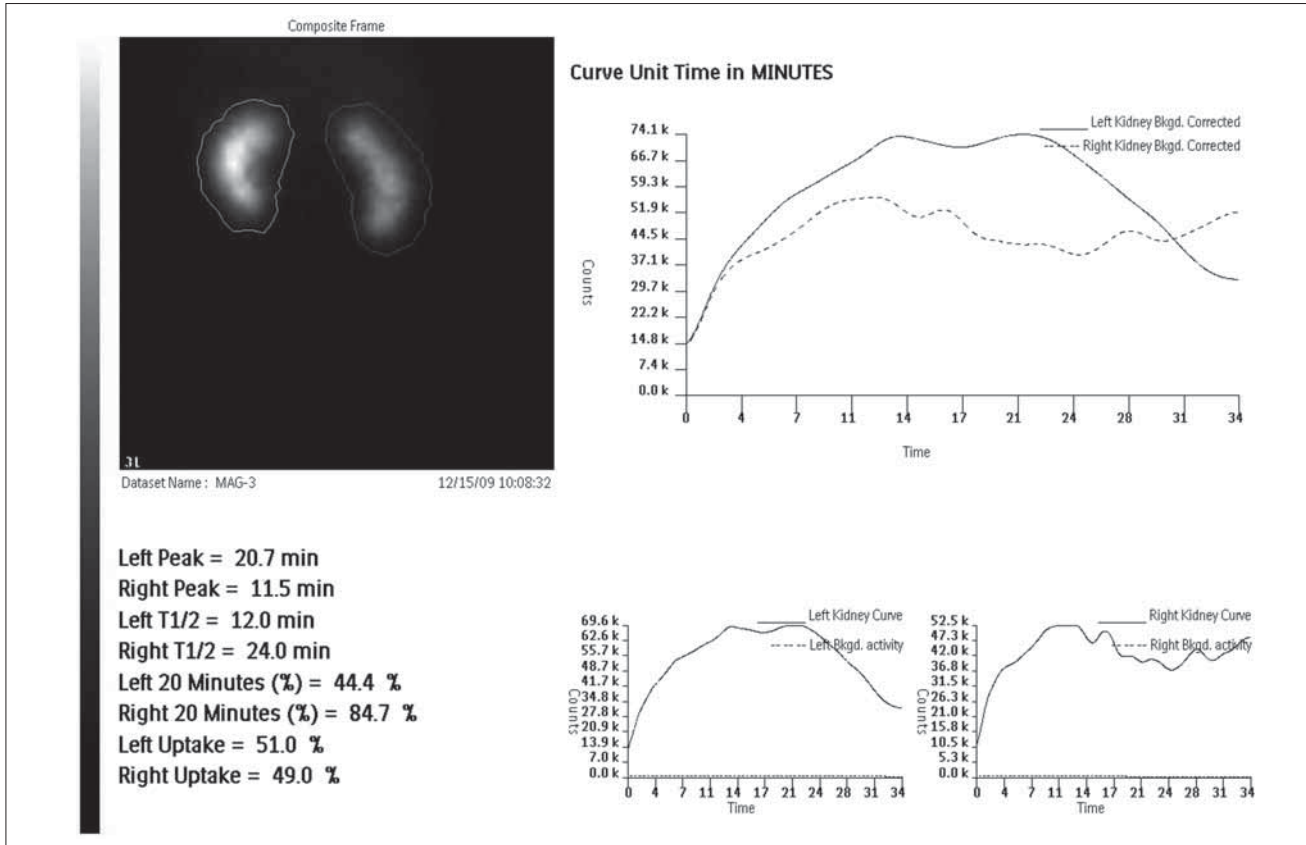 Composite Frame
Curve Unit Time in MINUTES
74.1 k
66.7 k
59.3 k
51.9 k
44.5 k
37.1 k
29.7 k
22.2 k
14.8 k
7.4 k
0.0 k
Counts
Left Kidney Bkgd. Corrected
Right Kidney Bkgd. Corrected
0 4 7 11 14 17 21 24 28 31 34
Time
31
Dataset Name : MAG-3 12/15/09 10:08:32
Left Peak = 20.7 min
Right Peak = 11.5 min
Left T1/2 = 12.0 min
Right T1/2 = 24.0 min
Left 20 Minutes (%) = 44.4 %
Right 20 Minutes (%) = 84.7 %
Left Uptake = 51.0 %
Right Uptake = 49.0 %
69.6 k
62.6 k
55.7 k
48.7 k
41.8 k
34.8 k
27.8 k
20.9 k
13.9 k
7.0 k
0.0 k
Counts
Left Kidney Curve
Left Bkgd. activity
0 4 7 11 14 17 21 24 28 31 34
Time
52.5 k
47.3 k
42.0 k
36.8 k
31.5 k
26.3 k
21.0 k
15.8 k
10.5 k
5.3 k
0.0 k
Counts
Right Kidney Curve
Right Bkgd. activity
0 4 7 11 14 17 21 24 28 31 34
Time